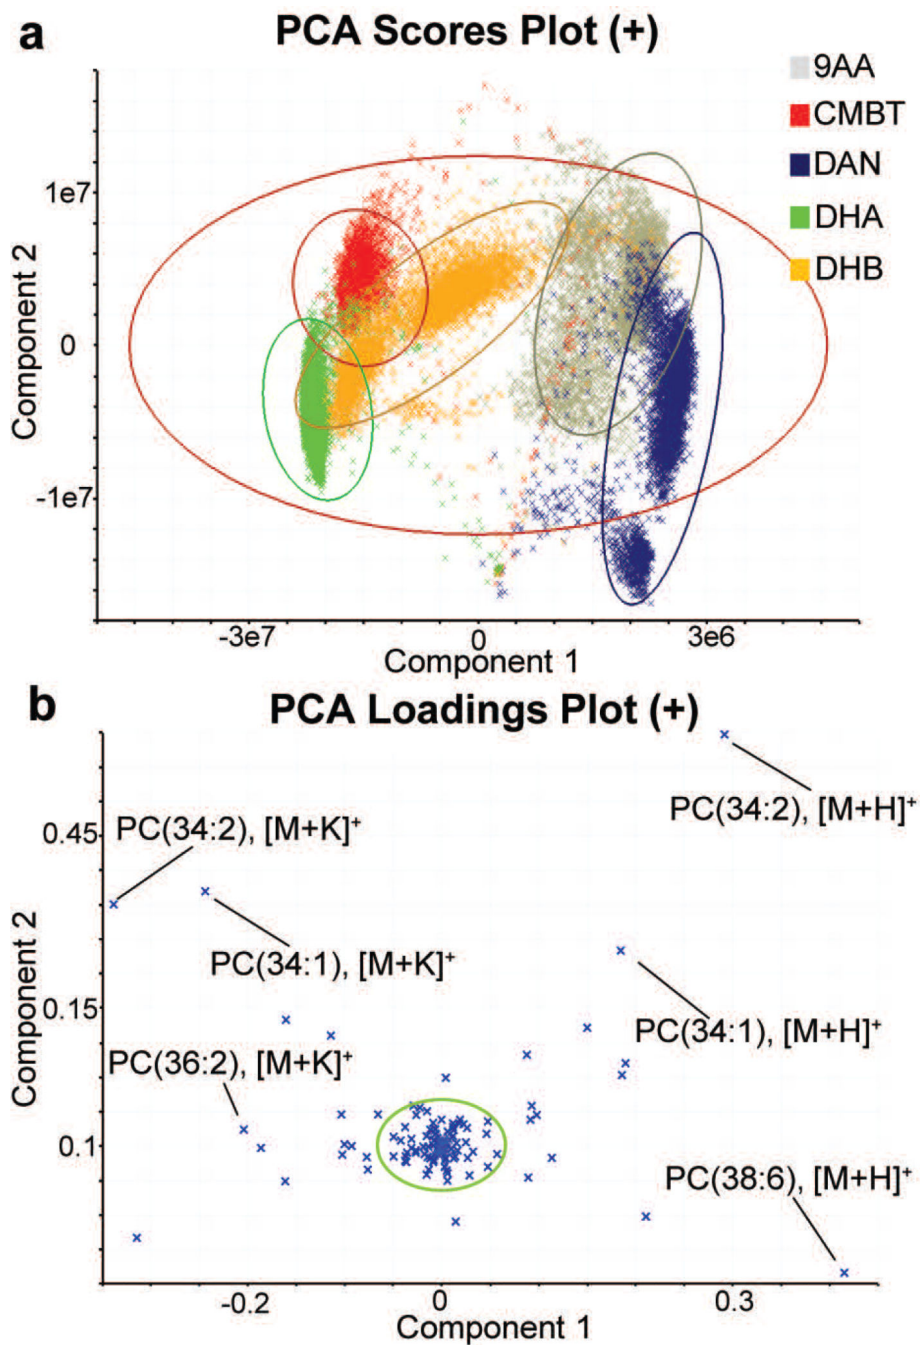 a
PCA Scores Plot (+)
9AA
CMBT
DAN
DHA
DHB
1e7
0
-1e7
Component 2
-3e7
0
3e6
Component 1
b
PCA Loadings Plot (+)
PC(34:2), [M+H]⁺
0.45
PC(34:2), [M+K]⁺
PC(34:1), [M+K]⁺
0.15
PC(34:1), [M+H]⁺
PC(36:2), [M+K]⁺
0.1
PC(38:6), [M+H]⁺
Component 2
-0.2
0
0.3
Component 1